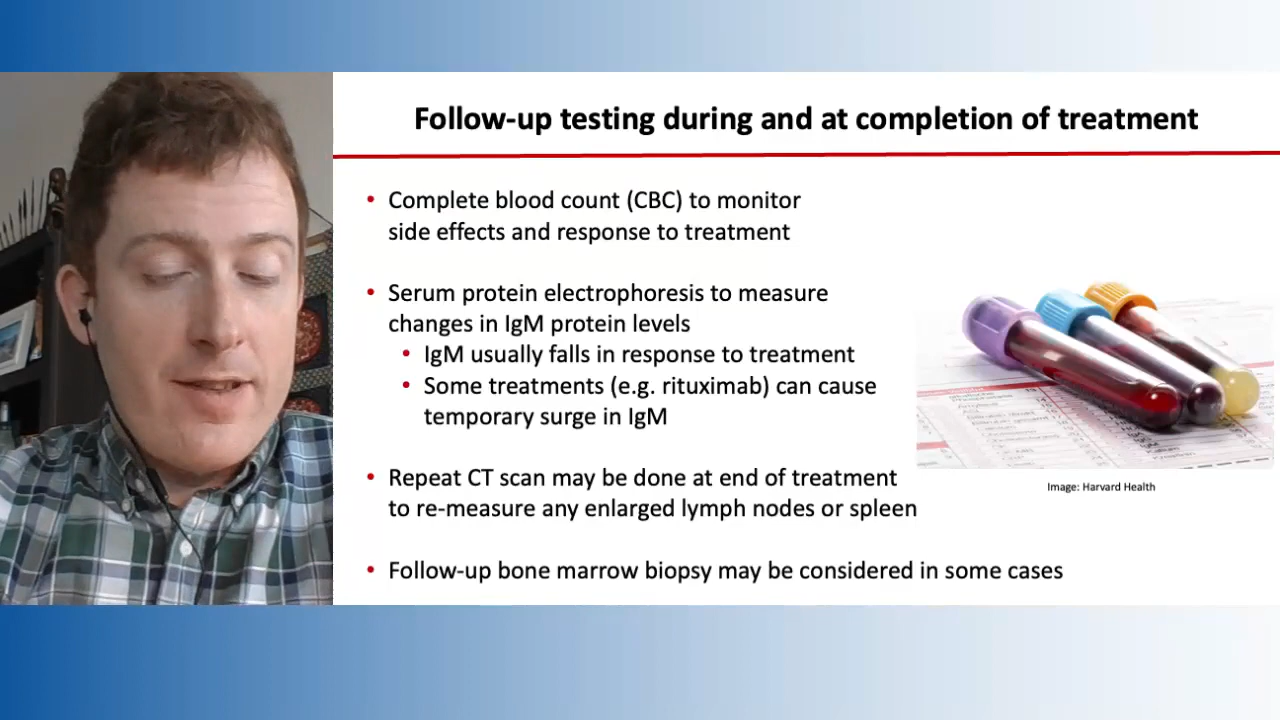 Follow-up testing during and at completion of treatment
• Complete blood count (CBC) to monitor
side effects and response to treatment
• Serum protein electrophoresis to measure
changes in IgM protein levels
• IgM usually falls in response to treatment
• Some treatments (e.g. rituximab) can cause
temporary surge in IgM
• Repeat CT scan may be done at end of treatment
to re-measure any enlarged lymph nodes or spleen
• Follow-up bone marrow biopsy may be considered in some cases
Image: Harvard Health